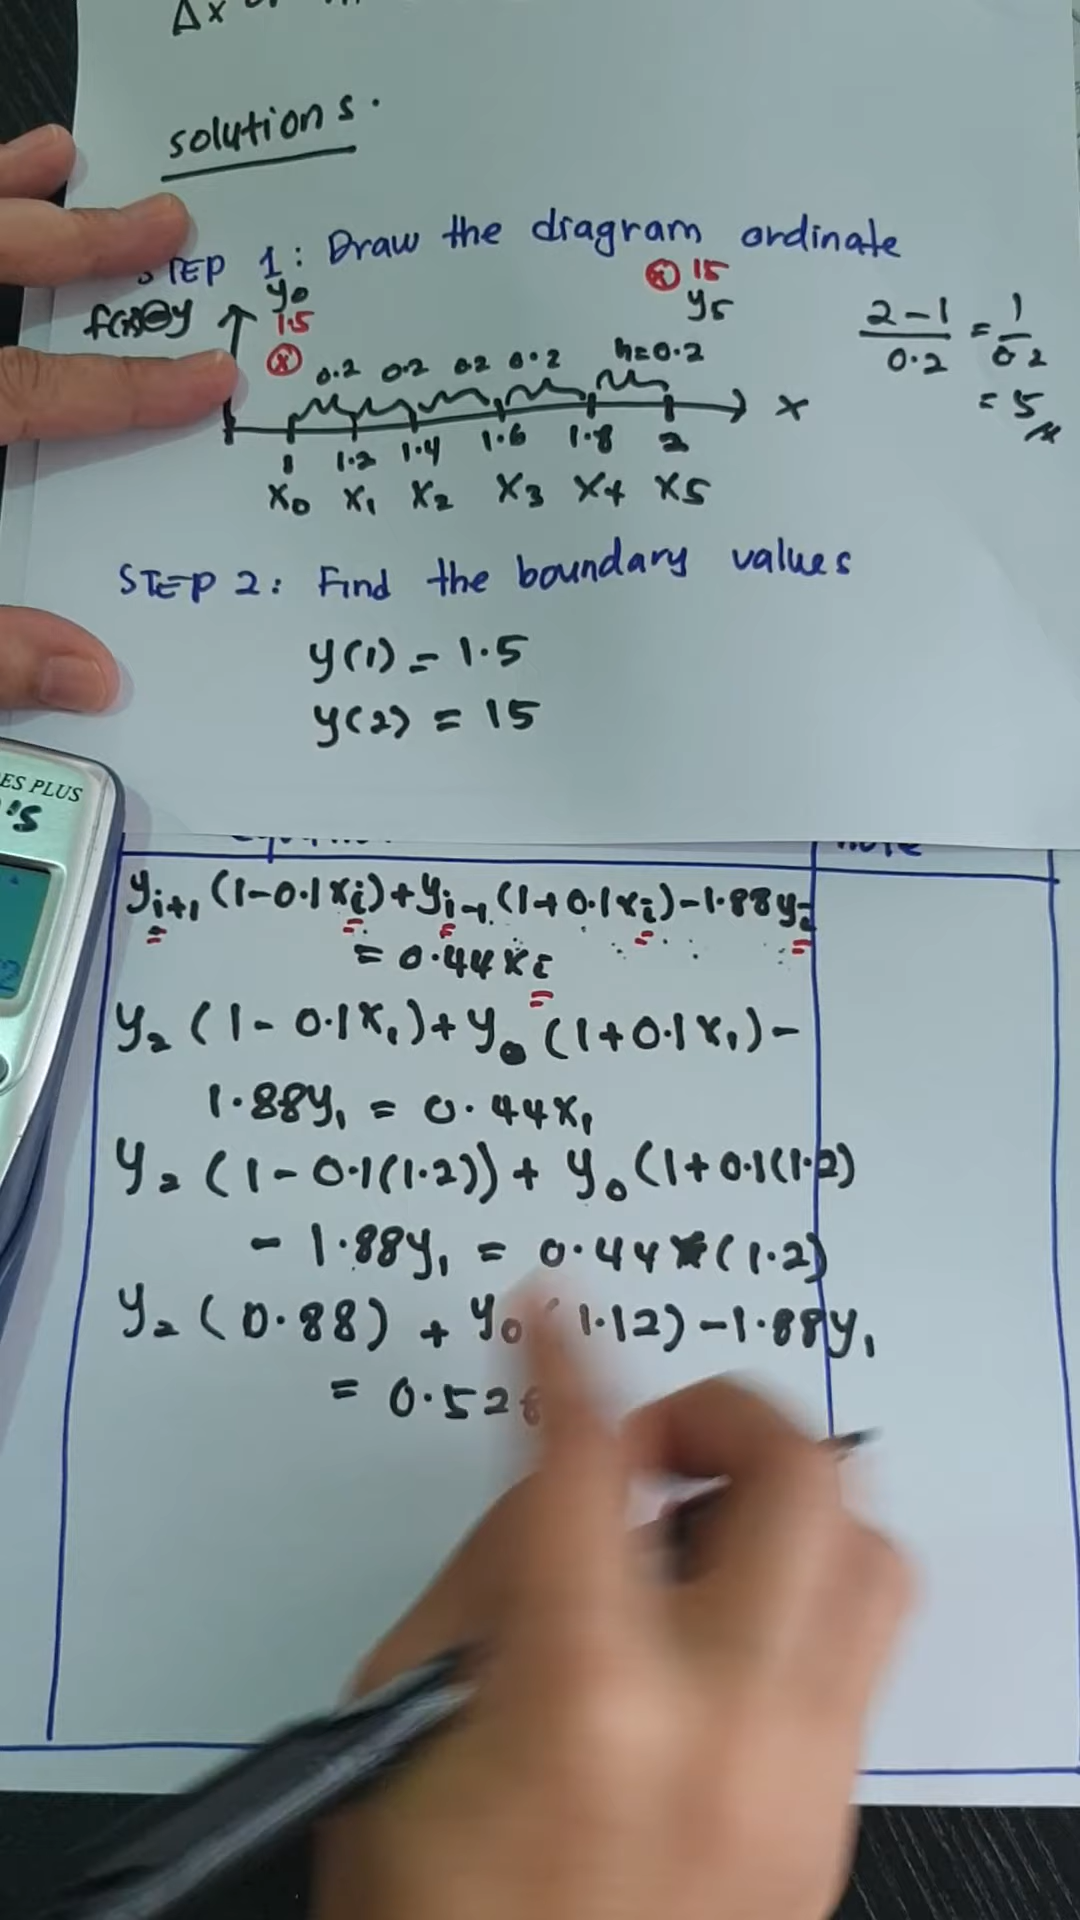 Δx
solutions.
STEP 1: Draw the diagram ordinate
y0
1.5
x
x 15
y5
f(x)@y
0.2 0.2 0.2 0.2 h=0.2
x
1 1.2 1.4 1.6 1.8 2
x0 x1 x2 x3 x4 x5
2-1/0.2 = 1/0.2
= 5
STEP 2: Find the boundary values
y(1) = 1.5
y(2) = 15
ES PLUS
note
yi+1 (1-0.1xi)+yi-1 (1+0.1xi)-1.88yi
= 0.44xi
y2 (1-0.1x1)+y0 (1+0.1x1)-
1.88y1 = 0.44x1
y2 (1-0.1(1.2)) + y0 (1+0.1(1.2)
- 1.88y1 = 0.44 (1.2)
y2 (0.88) + y0 (1.12) -1.88y1
= 0.528